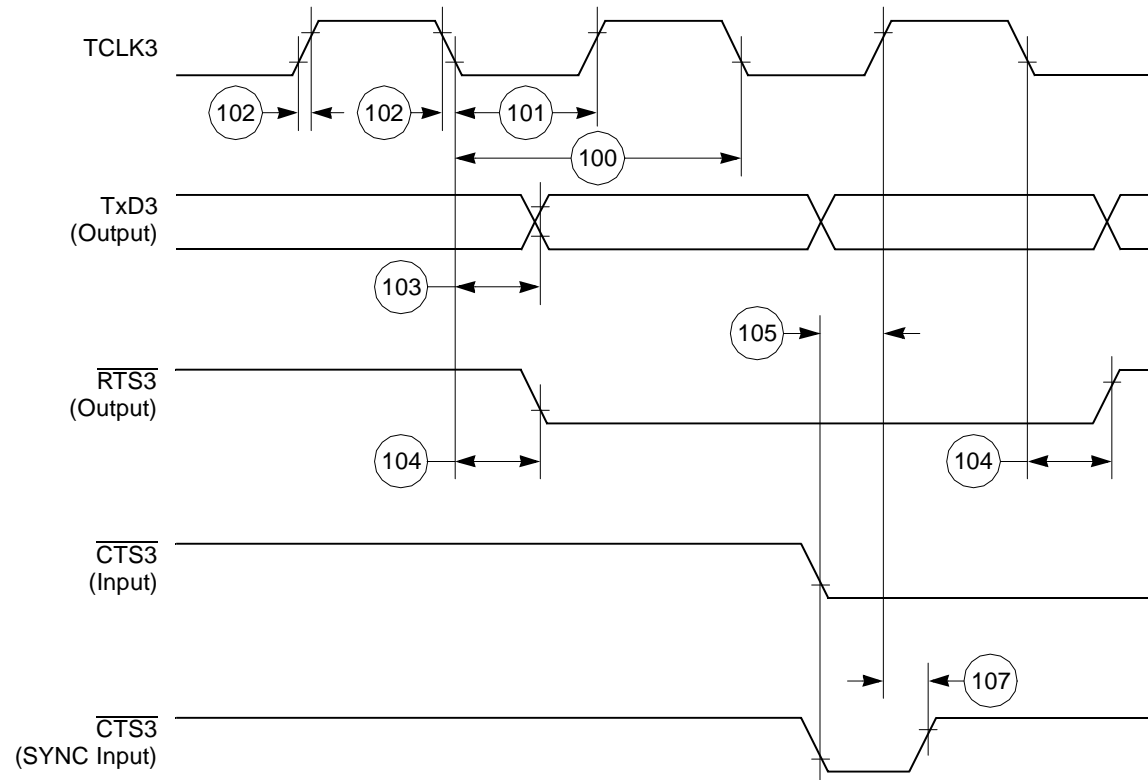 TCLK3
102
102
101
100
TxD3
(Output)
103
105
RTS3
(Output)
104
104
CTS3
(Input)
107
CTS3
(SYNC Input)